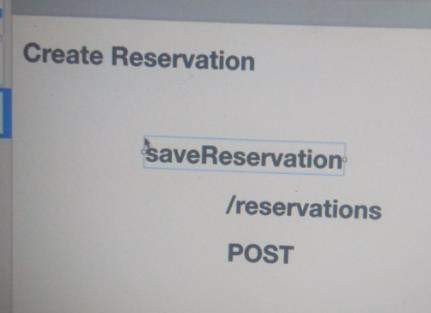 Create Reservation
saveReservation
/reservations
POST